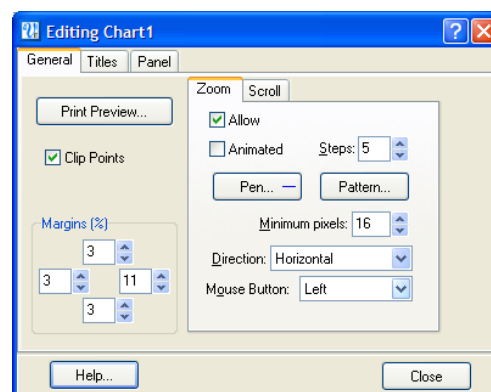 Editing Chart1
General Titles Panel
Print Preview...
Clip Points
Margins (%)
3
3 11
3
Zoom Scroll
Allow
Animated Steps: 5
Pen... Pattern...
Minimum pixels: 16
Direction: Horizontal
Mouse Button: Left
Help... Close